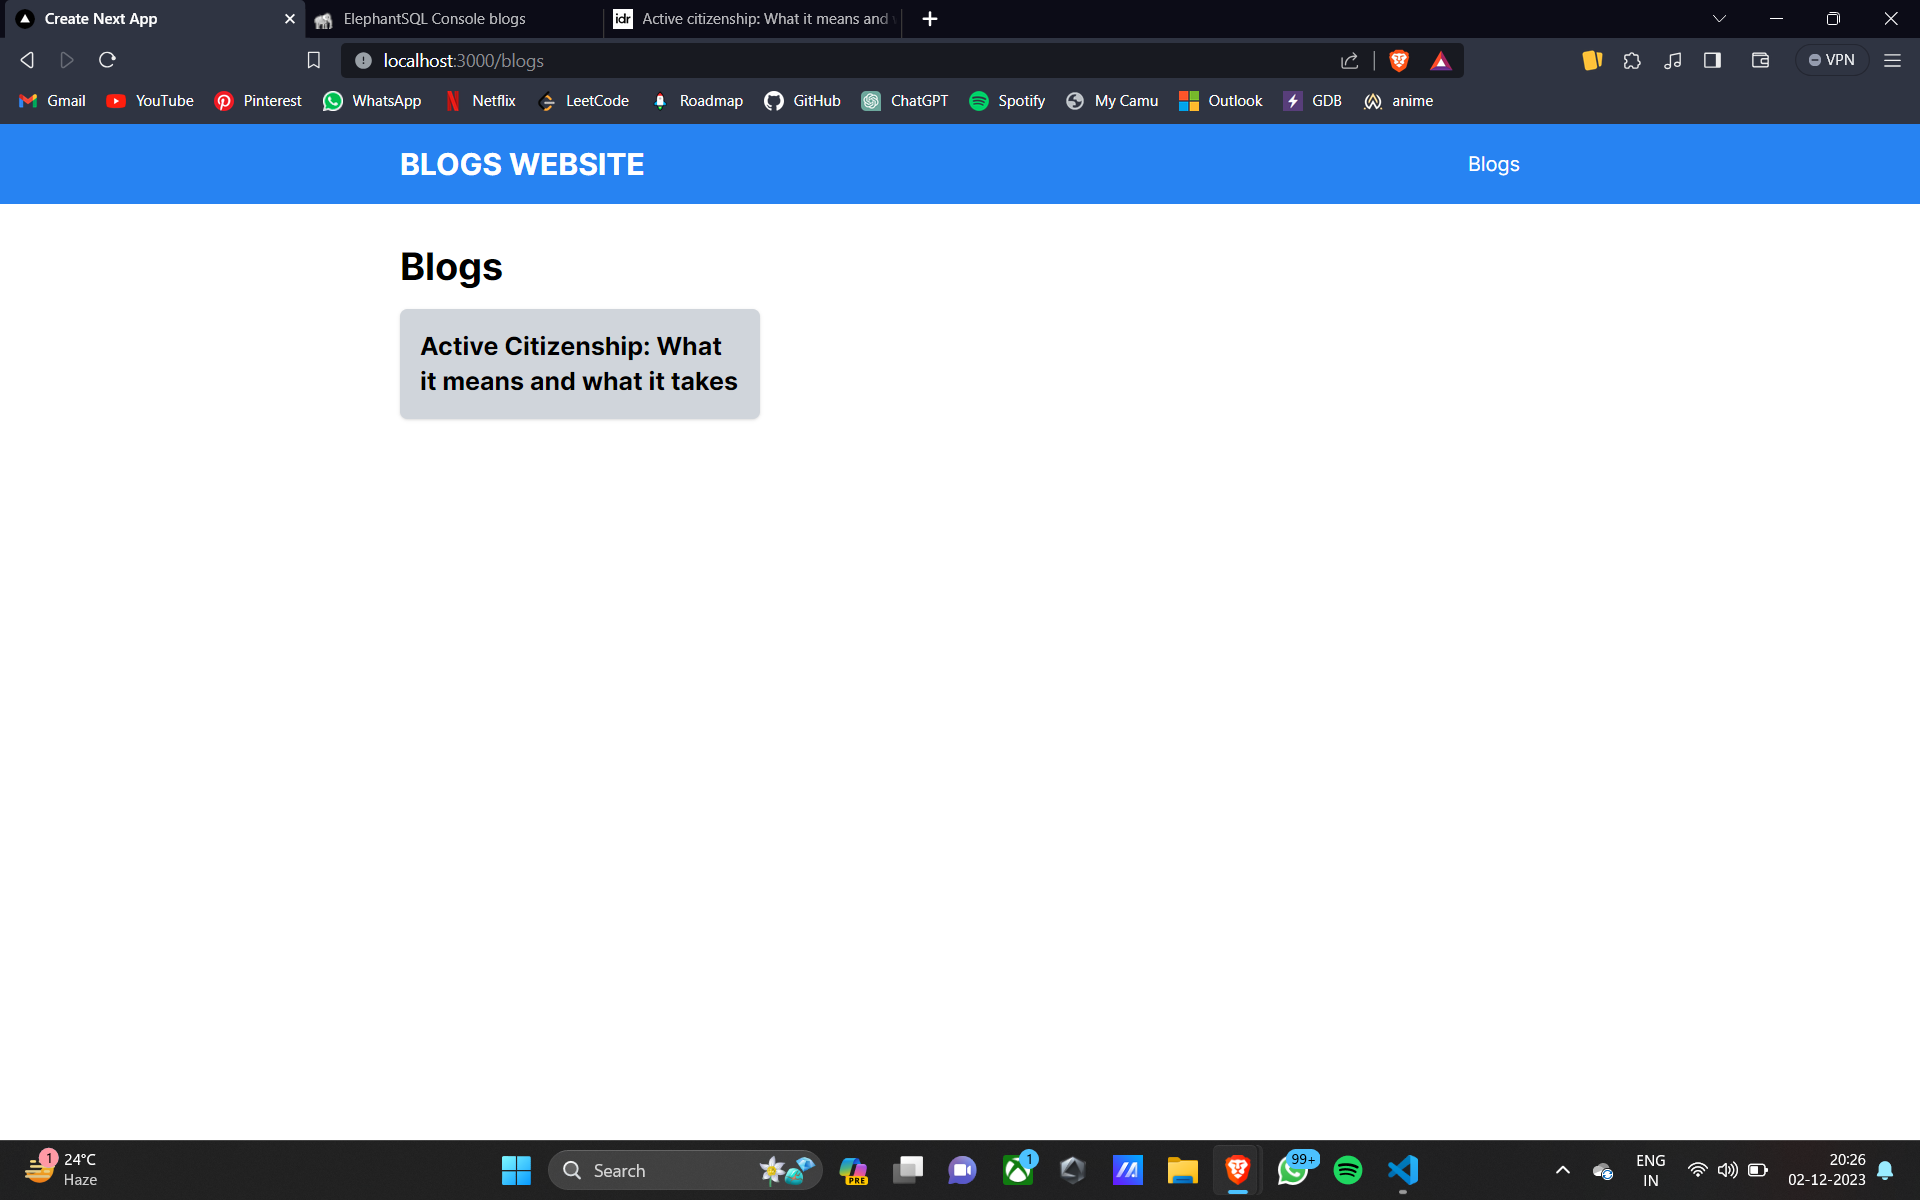 Create Next App
ElephantSQL Console blogs
idr Active citizenship: What it means and
localhost:3000/blogs
VPN
Gmail YouTube Pinterest WhatsApp Netflix LeetCode Roadmap GitHub ChatGPT Spotify My Camu Outlook GDB anime
BLOGS WEBSITE
Blogs
Blogs
Active Citizenship: What
it means and what it takes
1
24°C
Haze
Search
PRE
1
99+
ENG
IN
20:26
02-12-2023